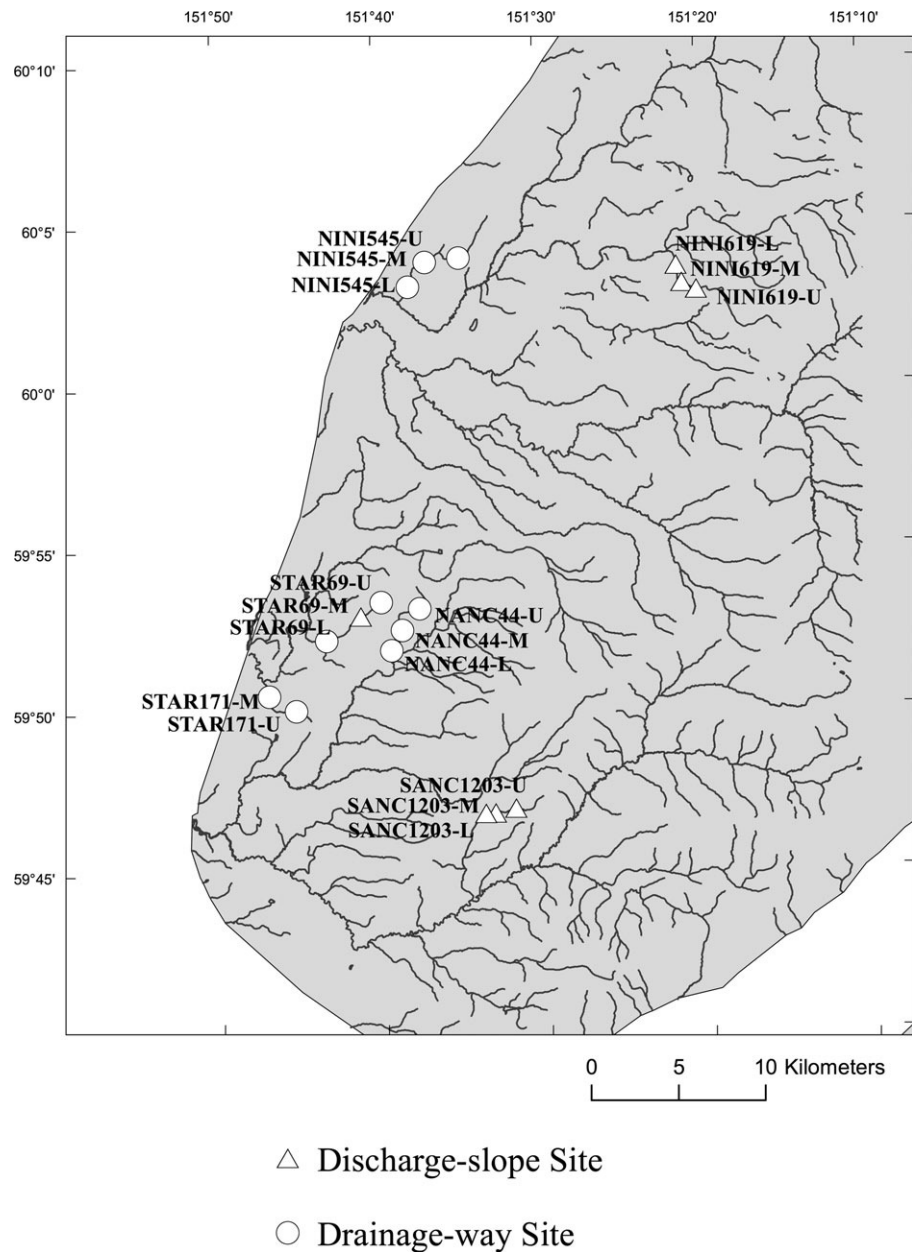 151°50' 151°40' 151°30' 151°20' 151°10'
60°10'
60°5'
60°0'
59°55'
59°50'
59°45'
NINI545-U
NINI545-M
NINI545-L
NINI619-L
NINI619-M
NINI619-U
STAR69-U
STAR69-M
STAR69-L
NANC44-U
NANC44-M
NANC44-L
STAR171-M
STAR171-U
SANC1203-U
SANC1203-M
SANC1203-L
0 5 10 Kilometers
Discharge-slope Site
Drainage-way Site